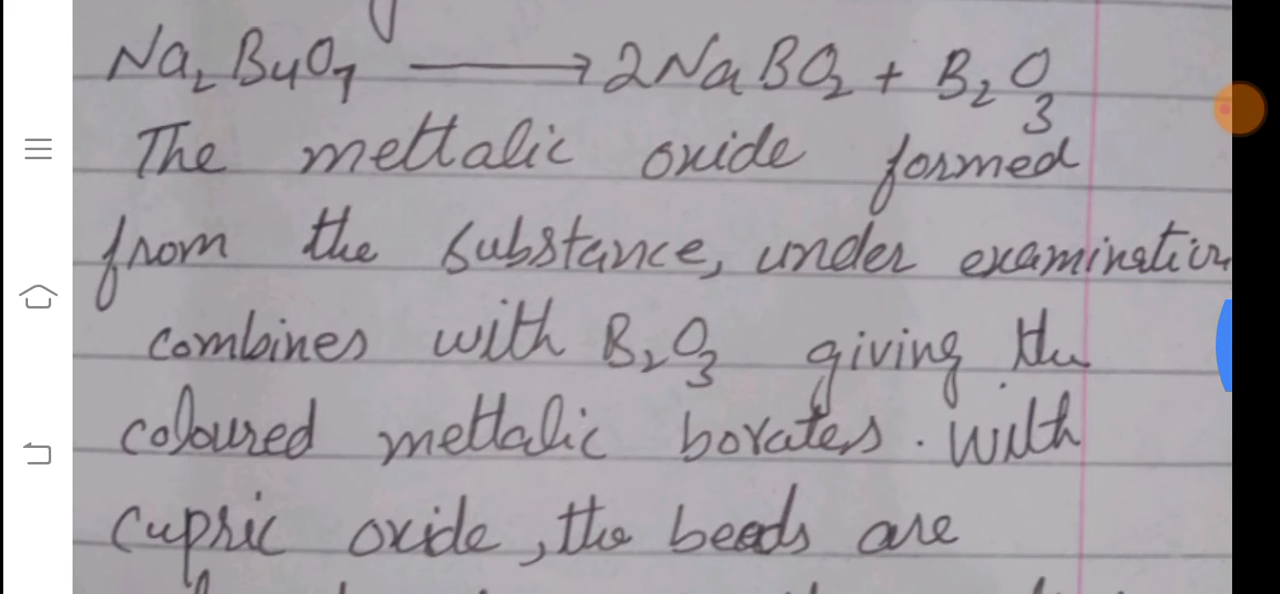 Na₂B4O7 ⟶ 2NaBO₂ + B₂O₃
The mettalic oxide formed
from the substance, under examination
combines with B₂O₃ giving the
coloured mettalic borates. With
cupric oxide, the beads are